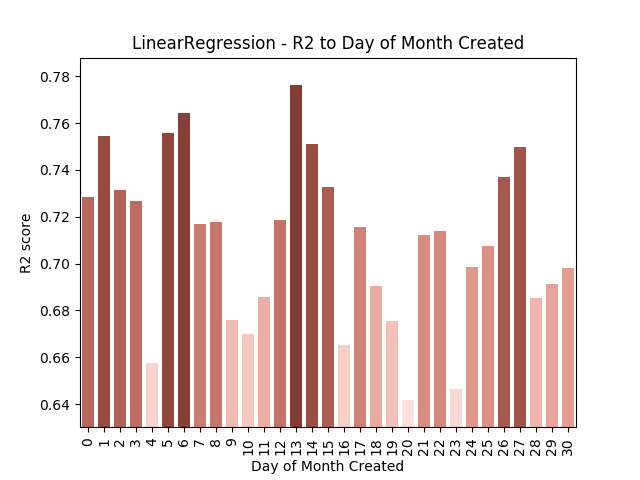 LinearRegression - R2 to Day of Month Created
R2 score
0.78
0.76
0.74
0.72
0.70
0.68
0.66
0.64
0 1 2 3 4 5 6 7 8 9 10 11 12 13 14 15 16 17 18 19 20 21 22 23 24 25 26 27 28 29 30
Day of Month Created